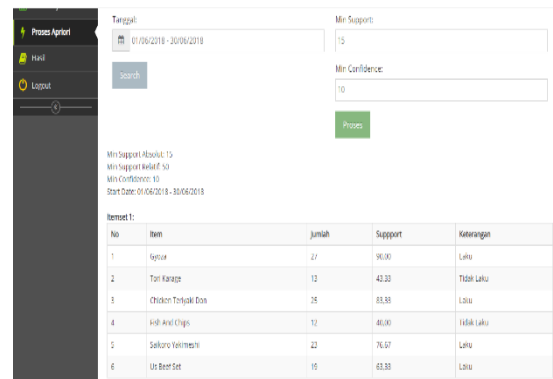 Tanggal:
Min Support:
Proses Apriori
01/06/2018 - 30/06/2018
15
Hasil
Min Confidence:
Search
Logout
10
Proses
Min Support Absolut: 15
Min Support Relatif: 50
Min Confidence: 10
Start Date: 01/06/2018 - 30/06/2018
Itemset 1:
No Item Jumlah Suppport Keterangan
1 Gyoza 27 90,00 Laku
2 Tori Karage 13 43,33 Tidak Laku
3 Chicken Teriyaki Don 25 83,33 Laku
4 Fish And Chips 12 40,00 Tidak Laku
5 Saikoro Yakimeshi 23 76,67 Laku
6 Us Beef Set 19 63,33 Laku